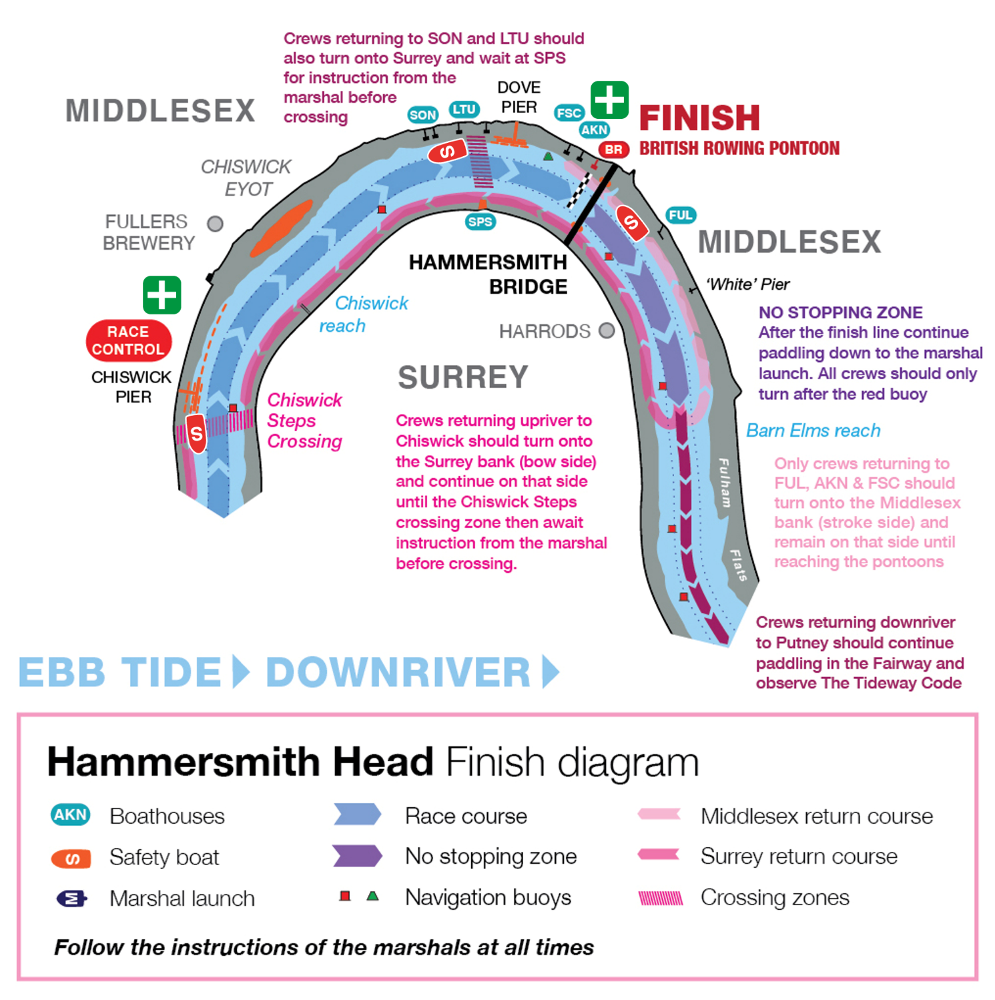 Crews returning to SON and LTU should
also turn onto Surrey and wait at SPS
for instruction from the
marshal before
crossing
MIDDLESEX
SON
LTU
DOVE
PIER
FSC
AKN
BR
FINISH
BRITISH ROWING PONTOON
S
CHISWICK
EYOT
FULLERS
BREWERY
SPS
S
FUL
MIDDLESEX
HAMMERSMITH
BRIDGE
'White' Pier
Chiswick
reach
HARRODS
NO STOPPING ZONE
After the finish line continue
paddling down to the marshal
launch. All crews should only
turn after the red buoy
RACE
CONTROL
CHISWICK
PIER
S
Chiswick
Steps
Crossing
SURREY
Crews returning upriver to
Chiswick should turn onto
the Surrey bank (bow side)
and continue on that side
until the Chiswick Steps
crossing zone then await
instruction from the marshal
before crossing.
Barn Elms reach
Fulham
Flats
Only crews returning to
FUL, AKN & FSC should
turn onto the Middlesex
bank (stroke side) and
remain on that side until
reaching the pontoons
Crews returning downriver
to Putney should continue
paddling in the Fairway and
observe The Tideway Code
EBB TIDE DOWNRIVER
Hammersmith Head Finish diagram
AKN Boathouses
S Safety boat
M Marshal launch
Race course
No stopping zone
Navigation buoys
Middlesex return course
Surrey return course
Crossing zones
Follow the instructions of the marshals at all times